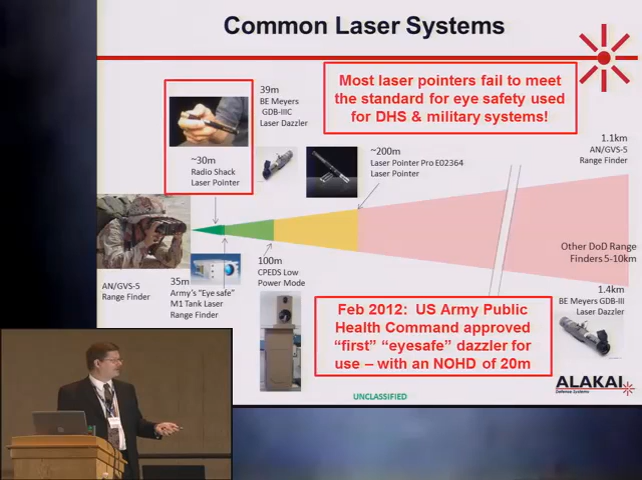 Common Laser Systems
Most laser pointers fail to meet
the standard for eye safety used
for DHS & military systems!
39m
BE Meyers
GDB-IIIC
Laser Dazzler
~30m
Radio Shack
Laser Pointer
~200m
Laser Pointer Pro E02364
Laser Pointer
1.1km
AN/GVS-5
Range Finder
Other DoD Range
Finders 5-10km
AN/GVS-5
Range Finder
35m
Army's "Eye safe"
M1 Tank Laser
Range Finder
100m
CPEDS Low
Power Mode
1.4km
BE Meyers GDB-III
Laser Dazzler
Feb 2012: US Army Public
Health Command approved
"first" "eyesafe" dazzler for
use – with an NOHD of 20m
ALAKAI
Defense Systems
UNCLASSIFIED